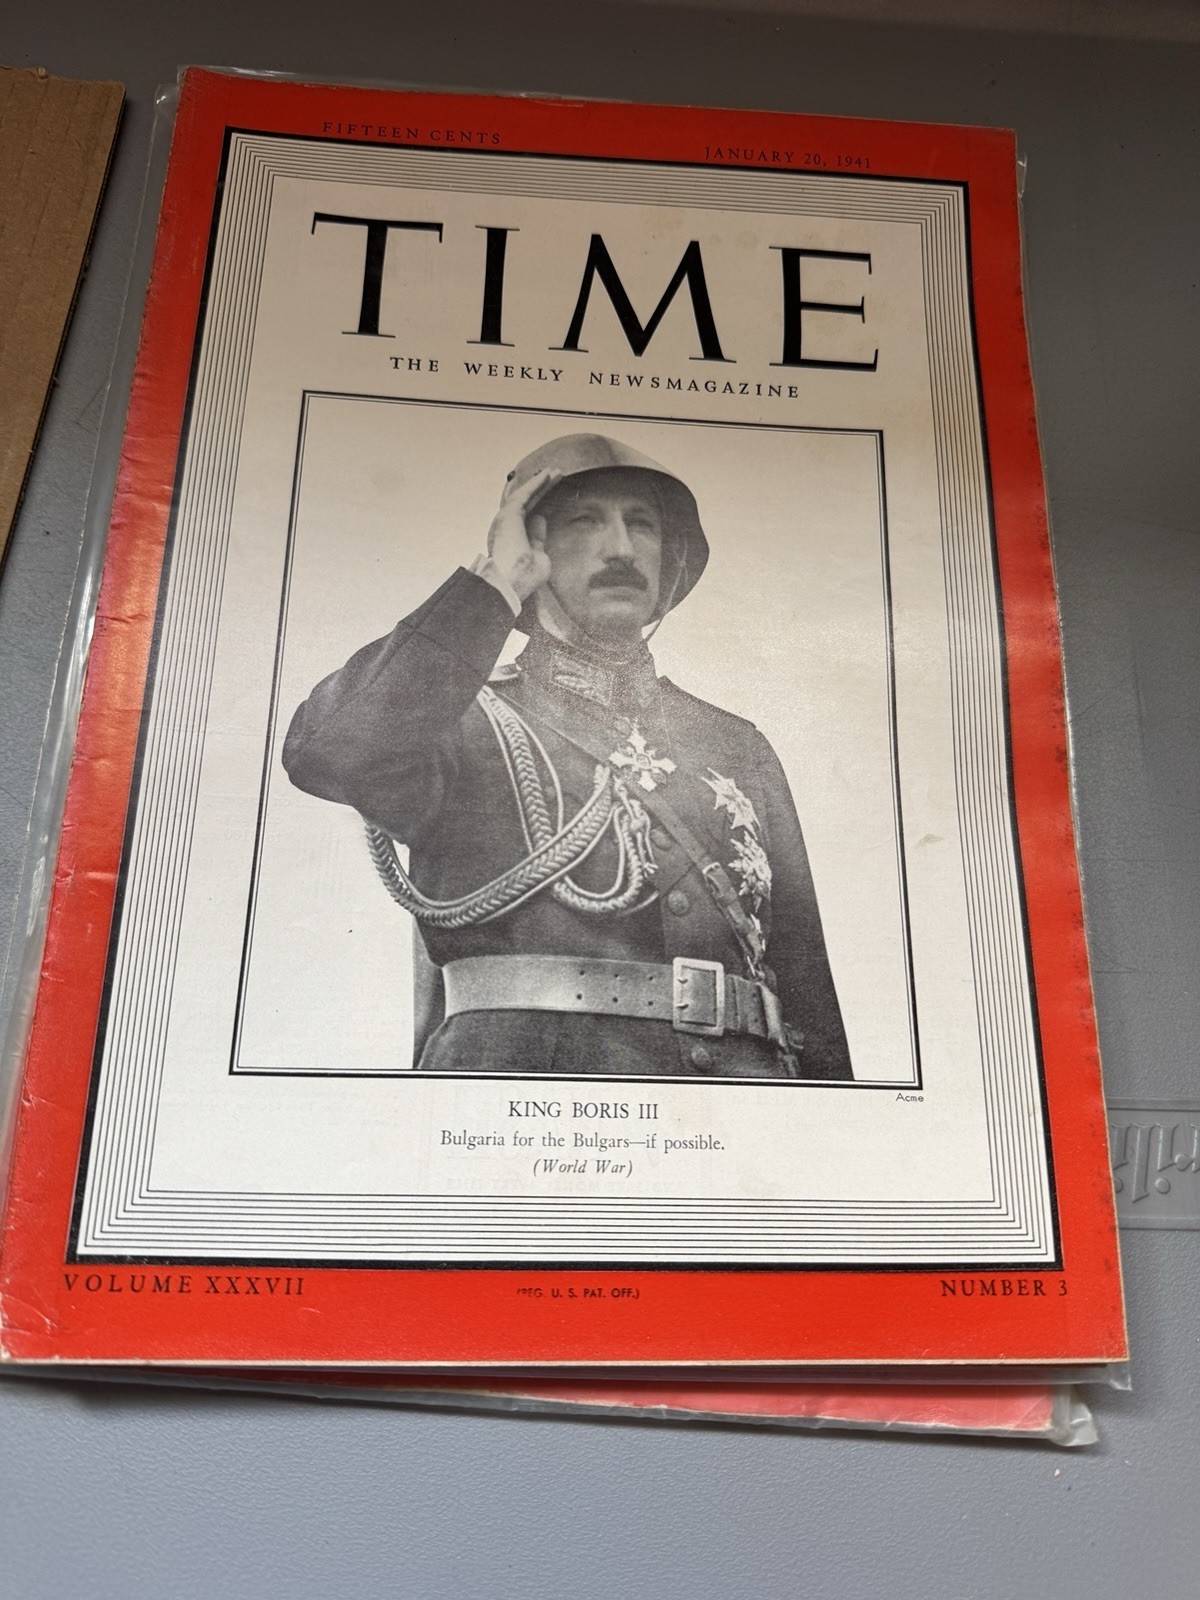 FIFTEEN CENTS
JANUARY 20, 1941
TIME
THE WEEKLY NEWSMAGAZINE
Acme
KING BORIS III
Bulgaria for the Bulgars—if possible.
(World War)
VOLUME XXXVII
(REG. U. S. PAT. OFF.)
NUMBER 3